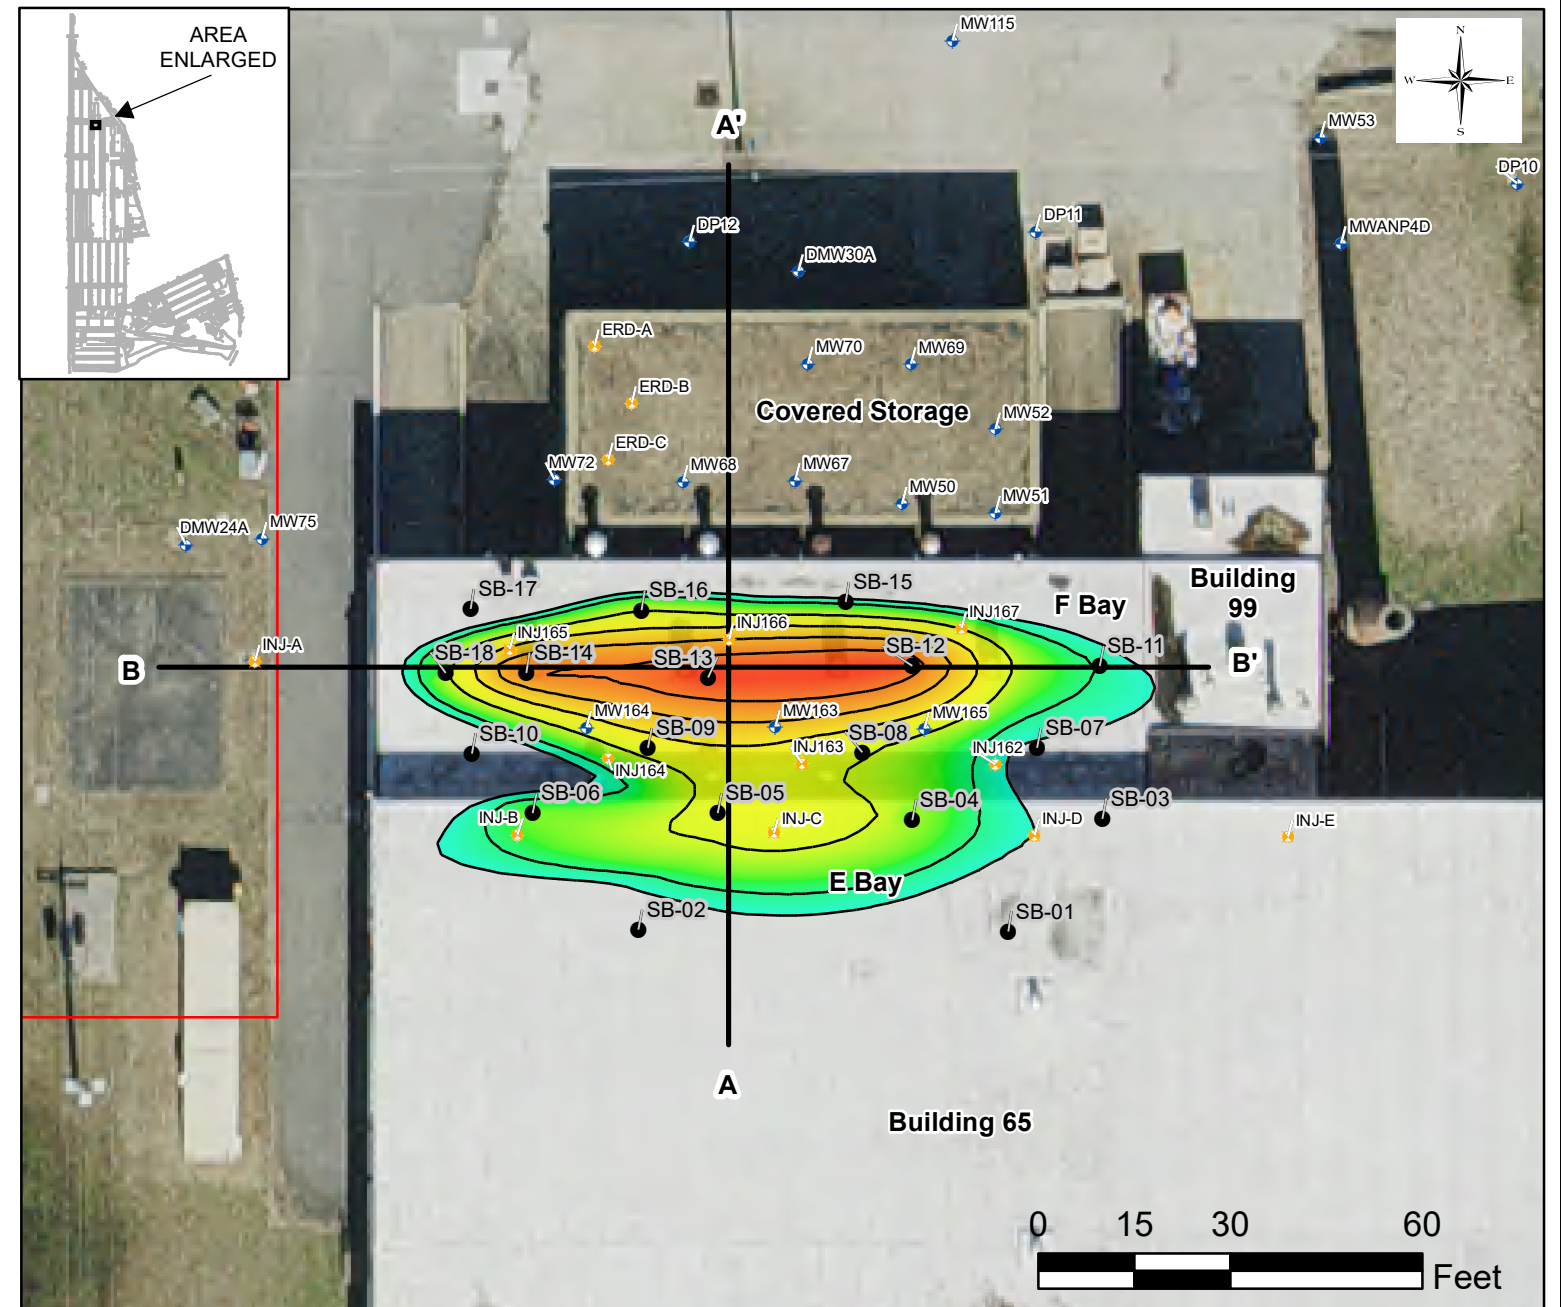 AREA
ENLARGED
N
W E
S
MW115
MW53
DP10
A'
DP12
DP11
MWANP4D
DMW30A
ERD-A
MW70
MW69
ERD-B
Covered Storage
MW52
ERD-C
MW72
MW68
MW67
MW50
MW51
DMW24A
MW75
Building
99
SB-17
SB-16
SB-15
F Bay
INJ167
INJ166
INJ165
INJ-A
SB-18
SB-14
SB-13
SB-12
SB-11
B
B'
MW164
MW163
MW165
SB-10
SB-09
SB-08
SB-07
INJ164
INJ163
INJ162
SB-06
SB-05
SB-04
SB-03
INJ-B
INJ-C
INJ-D
INJ-E
E Bay
SB-02
SB-01
A
Building 65
0 15 30 60
Feet